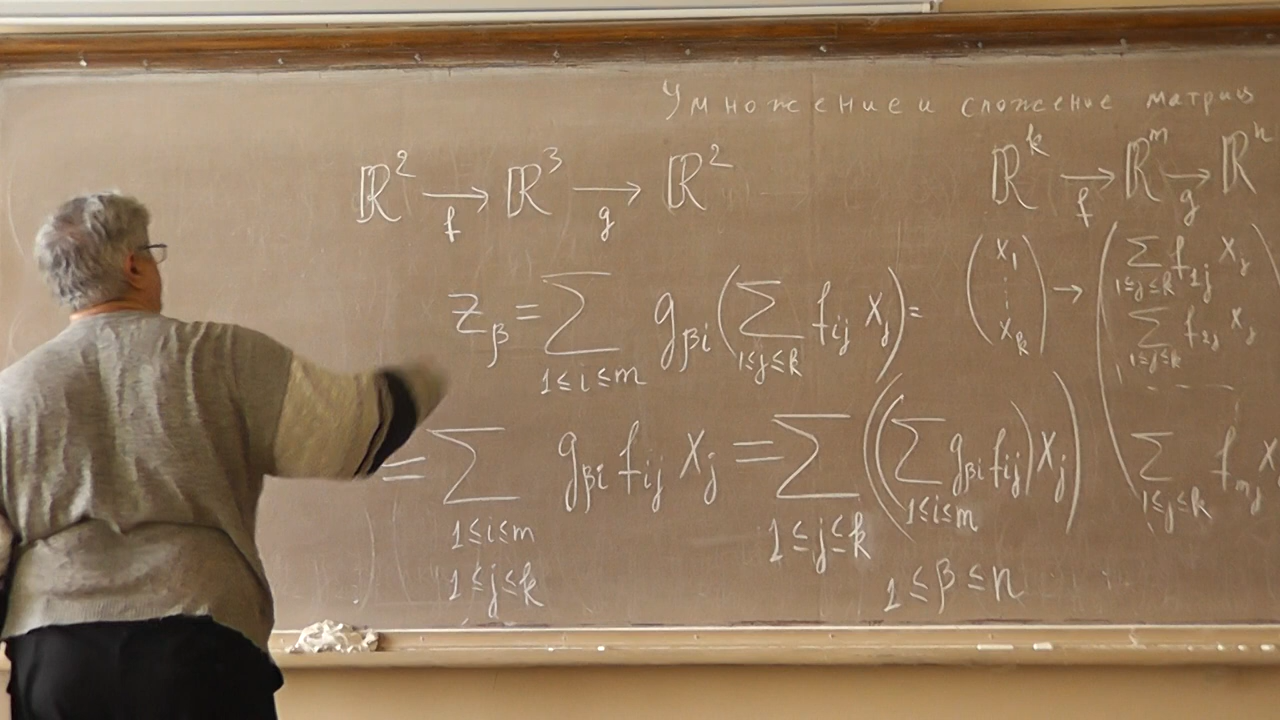 Умножение и сложение матриц
ℝ² →f ℝ³ →g ℝ²
ℝᵏ →f ℝᵐ →g ℝⁿ
z_β = ∑_{1≤i≤m} g_{βi} (∑_{1≤j≤k} f_{ij} x_j) =
= ∑_{1≤i≤m, 1≤j≤k} g_{βi} f_{ij} x_j = ∑_{1≤j≤k} ((∑_{1≤i≤m} g_{βi} f_{ij}) x_j)
1≤β≤n
(x_1 ⋮ x_k) → (∑_{1≤j≤k} f_{1j} x_j
∑_{1≤j≤k} f_{2j} x_j
- - - -
∑_{1≤j≤k} f_{mj} x